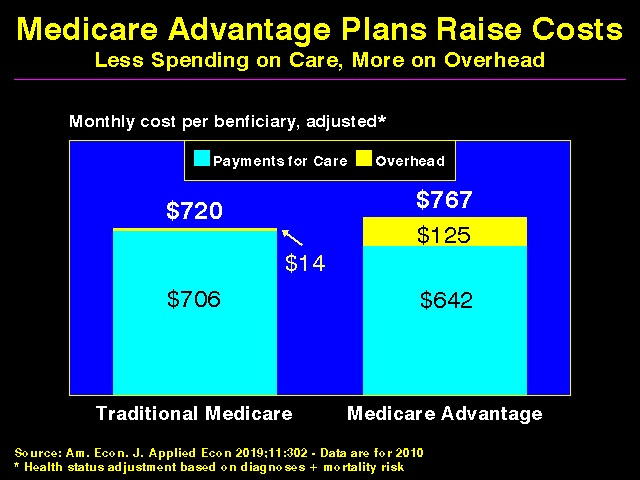 Medicare Advantage Plans Raise Costs
Less Spending on Care, More on Overhead
Monthly cost per benficiary, adjusted*
Payments for Care Overhead
$720
$706
$14
$767
$125
$642
Traditional Medicare Medicare Advantage
Source: Am. Econ. J. Applied Econ 2019;11:302 - Data are for 2010
* Health status adjustment based on diagnoses + mortality risk